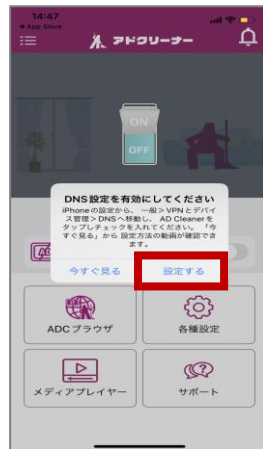 14:47
◀ App Store
アドクリーナー
ON
OFF
DNS設定を有効にしてください
iPhoneの設定から、一般>VPNとデバイ
ス管理>DNSへ移動し、 AD Cleanerを
タップしチェックを入れてください。 「今
すぐ見る」から 設定方法の動画が確認でき
ます。
今すぐ見る
設定する
ADCブラウザ
各種設定
メディアプレイヤー
サポート